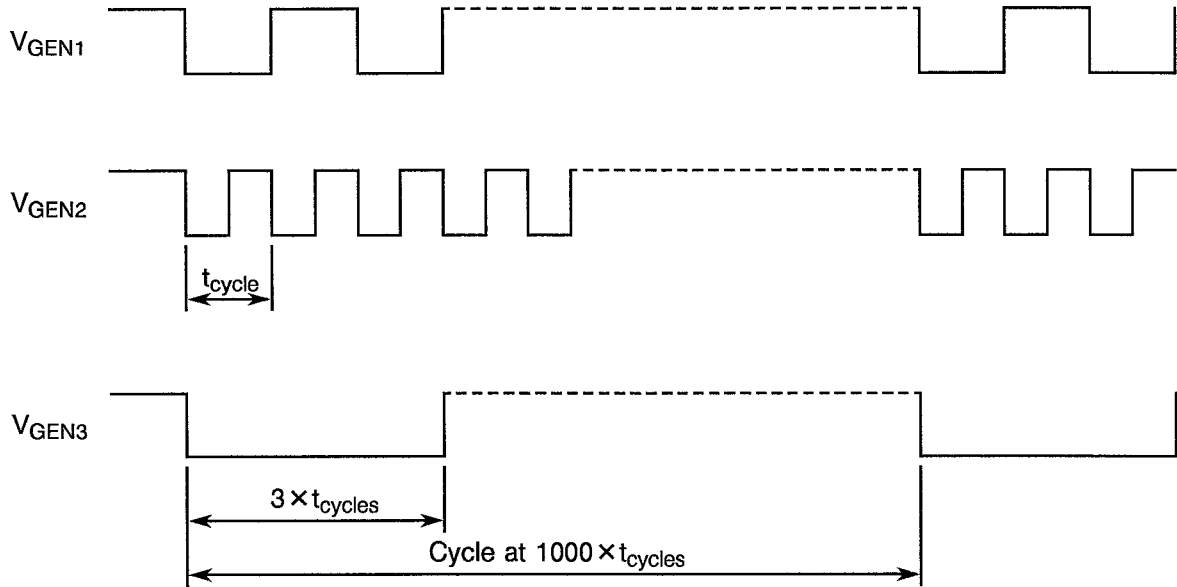 VGEN1
VGEN2
tcycle
VGEN3
3 × tcycles
Cycle at 1000 × tcycles